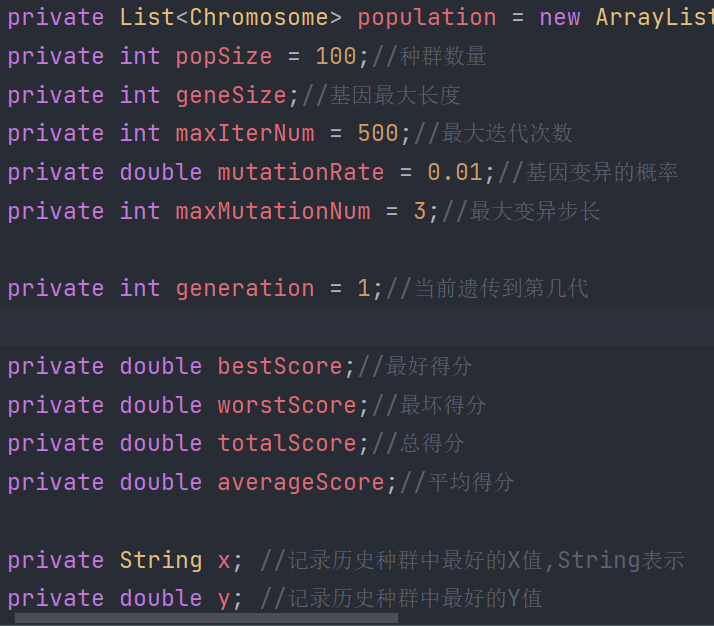 private List<Chromosome> population = new ArrayList
private int popSize = 100;//种群数量
private int geneSize;//基因最大长度
private int maxIterNum = 500;//最大迭代次数
private double mutationRate = 0.01;//基因变异的概率
private int maxMutationNum = 3;//最大变异步长
private int generation = 1;//当前遗传到第几代
private double bestScore;//最好得分
private double worstScore;//最坏得分
private double totalScore;//总得分
private double averageScore;//平均得分
private String x; //记录历史种群中最好的X值,String表示
private double y; //记录历史种群中最好的Y值